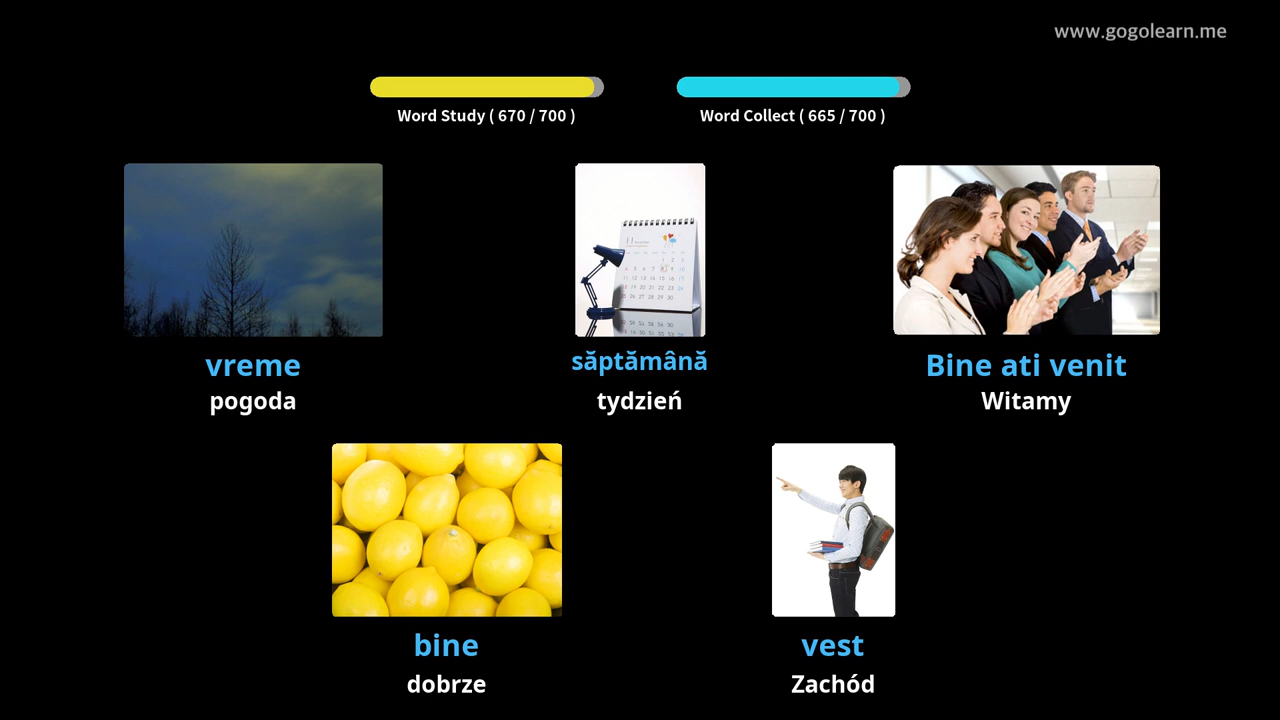 www.gogolearn.me
Word Study ( 670 / 700 )
Word Collect ( 665 / 700 )
vreme
pogoda
săptămână
tydzień
Bine ati venit
Witamy
bine
dobrze
vest
Zachód